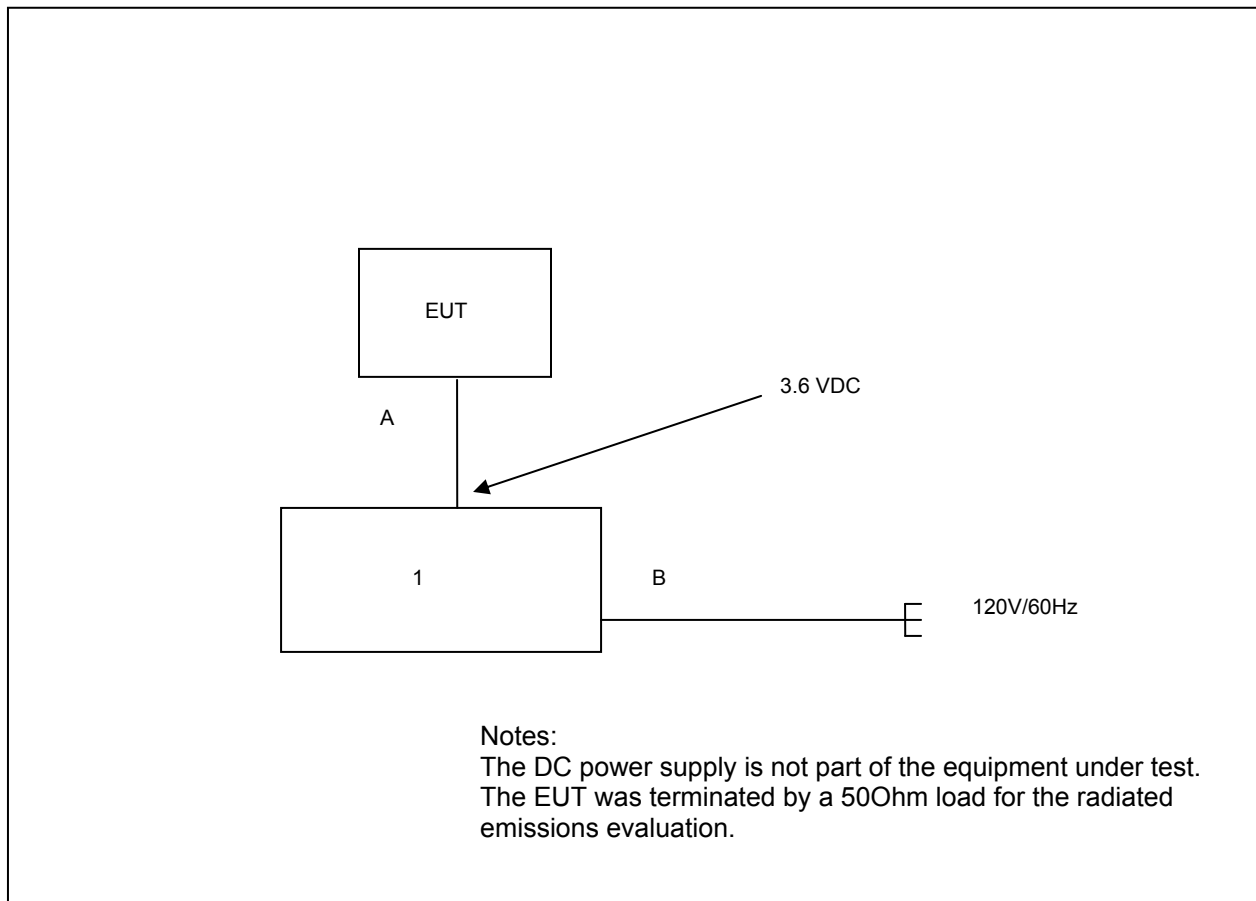 EUT
3.6 VDC
A
1
B
120V/60Hz
Notes:
The DC power supply is not part of the equipment under test.
The EUT was terminated by a 50Ohm load for the radiated
emissions evaluation.